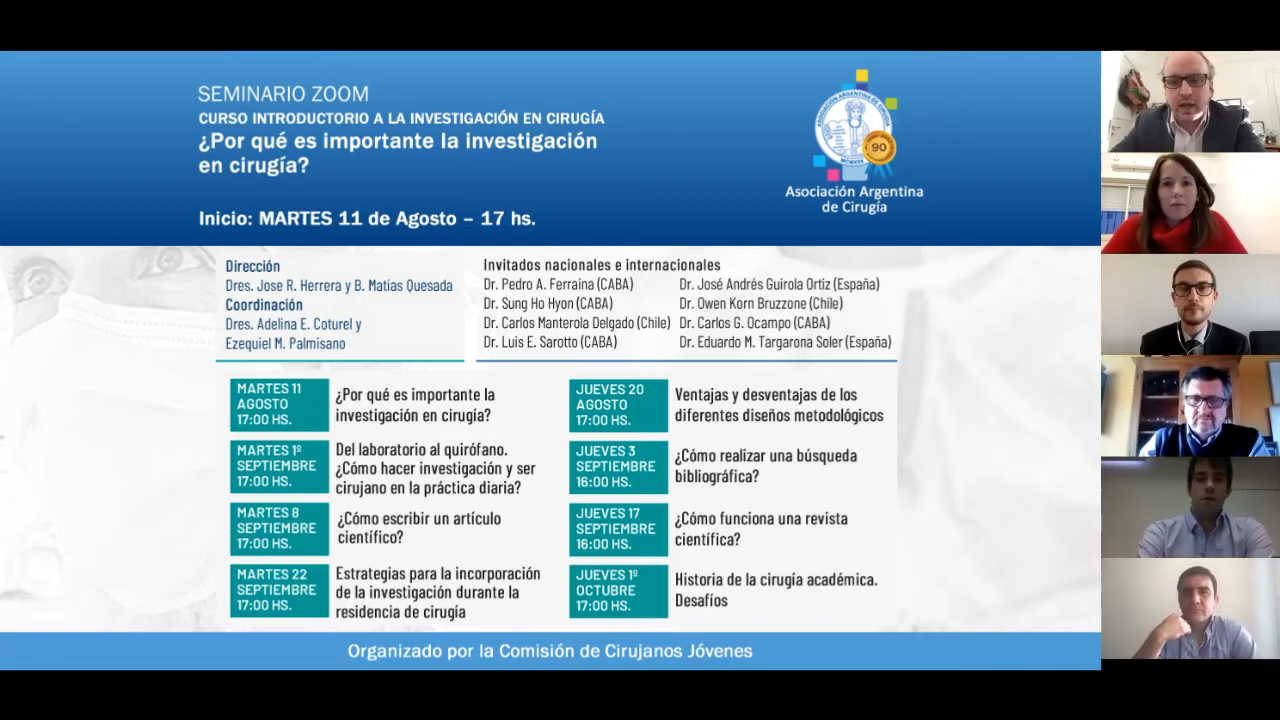 SEMINARIO ZOOM
CURSO INTRODUCTORIO A LA INVESTIGACIÓN EN CIRUGÍA
¿Por qué es importante la investigación
en cirugía?
Inicio: MARTES 11 de Agosto – 17 hs.
ASOCIACIÓN ARGENTINA DE CIRUGÍA
90
MCMXXX
Asociación Argentina
de Cirugía
Dirección
Dres. Jose R. Herrera y B. Matías Quesada
Coordinación
Dres. Adelina E. Coturel y
Ezequiel M. Palmisano
Invitados nacionales e internacionales
Dr. Pedro A. Ferraina (CABA)
Dr. Sung Ho Hyon (CABA)
Dr. Carlos Manterola Delgado (Chile)
Dr. Luis E. Sarotto (CABA)
Dr. José Andrés Guirola Ortiz (España)
Dr. Owen Korn Bruzzone (Chile)
Dr. Carlos G. Ocampo (CABA)
Dr. Eduardo M. Targarona Soler (España)
MARTES 11
AGOSTO
17:00 HS.
¿Por qué es importante la
investigación en cirugía?
JUEVES 20
AGOSTO
17:00 HS.
Ventajas y desventajas de los
diferentes diseños metodológicos
MARTES 1º
SEPTIEMBRE
17:00 HS.
Del laboratorio al quirófano.
¿Cómo hacer investigación y ser
cirujano en la práctica diaria?
JUEVES 3
SEPTIEMBRE
16:00 HS.
¿Cómo realizar una búsqueda
bibliográfica?
MARTES 8
SEPTIEMBRE
17:00 HS.
¿Cómo escribir un artículo
científico?
JUEVES 17
SEPTIEMBRE
16:00 HS.
¿Cómo funciona una revista
científica?
MARTES 22
SEPTIEMBRE
17:00 HS.
Estrategias para la incorporación
de la investigación durante la
residencia de cirugía
JUEVES 1º
OCTUBRE
17:00 HS.
Historia de la cirugía académica.
Desafíos
Organizado por la Comisión de Cirujanos Jóvenes